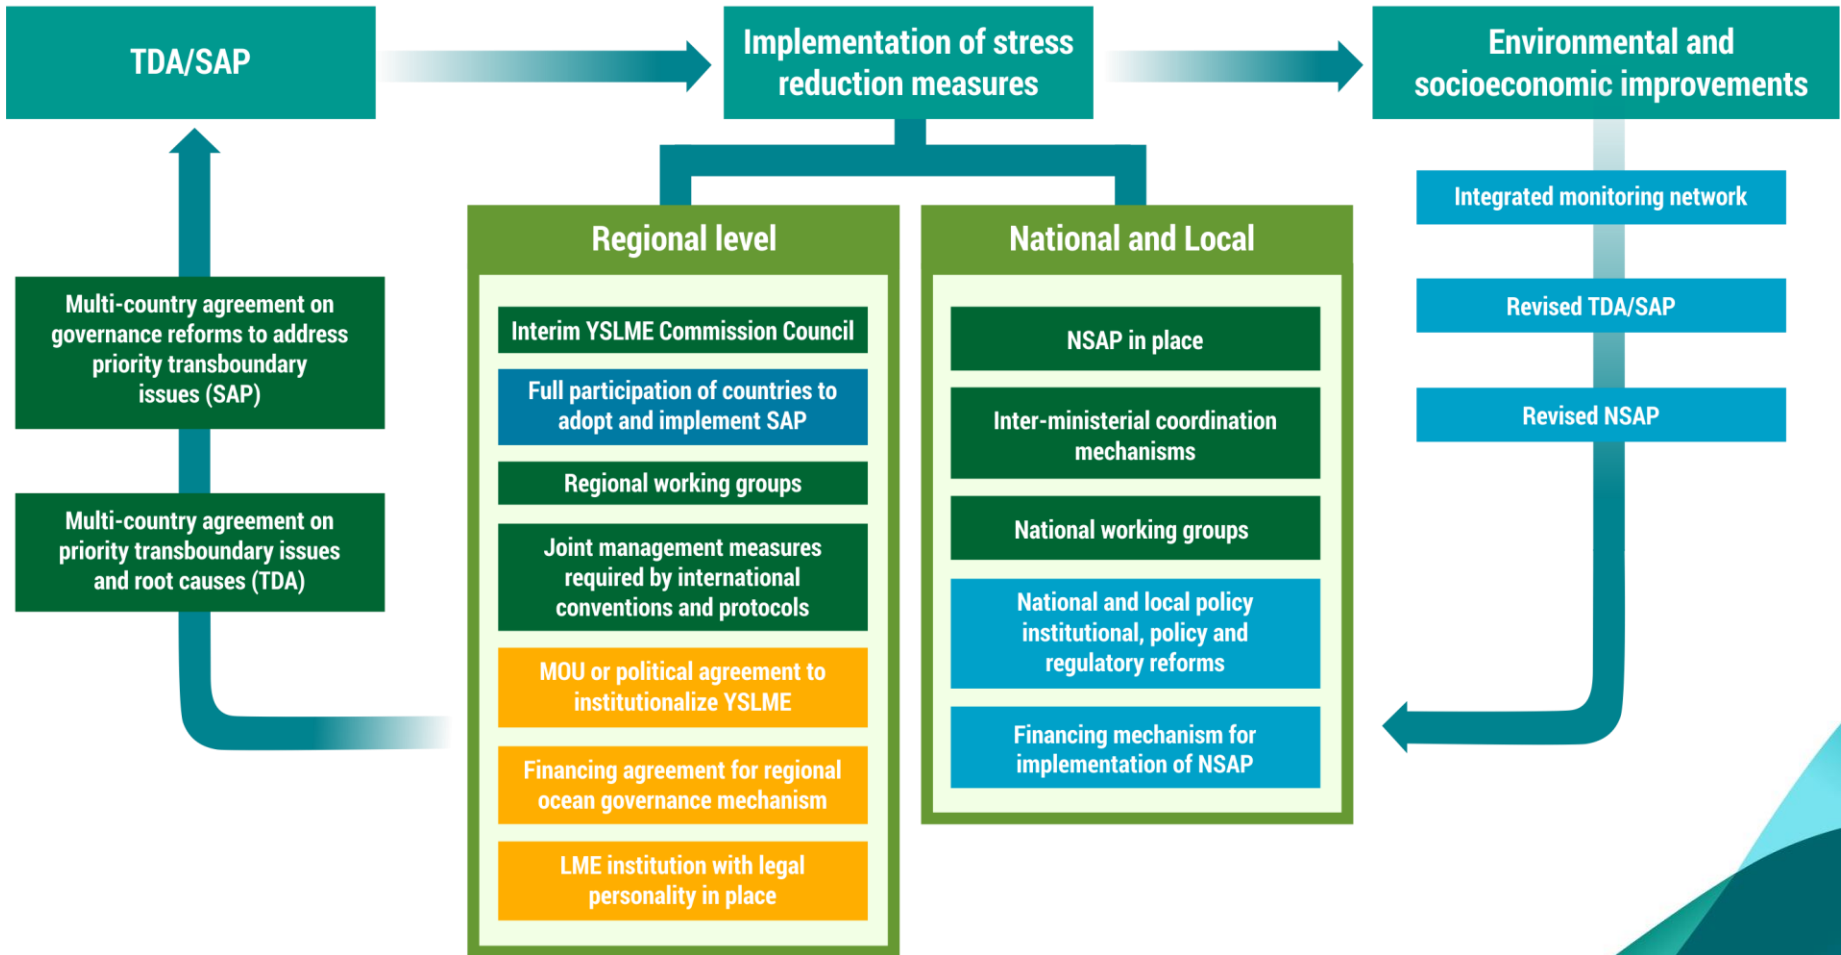 TDA/SAP
Implementation of stress
reduction measures
Environmental and
socioeconomic improvements
Multi-country agreement on
governance reforms to address
priority transboundary
issues (SAP)
Multi-country agreement on
priority transboundary issues
and root causes (TDA)
Regional level
Interim YSLME Commission Council
Full participation of countries to
adopt and implement SAP
Regional working groups
Joint management measures
required by international
conventions and protocols
MOU or political agreement to
institutionalize YSLME
Financing agreement for regional
ocean governance mechanism
LME institution with legal
personality in place
National and Local
NSAP in place
Inter-ministerial coordination
mechanisms
National working groups
National and local policy
institutional, policy and
regulatory reforms
Financing mechanism for
implementation of NSAP
Integrated monitoring network
Revised TDA/SAP
Revised NSAP